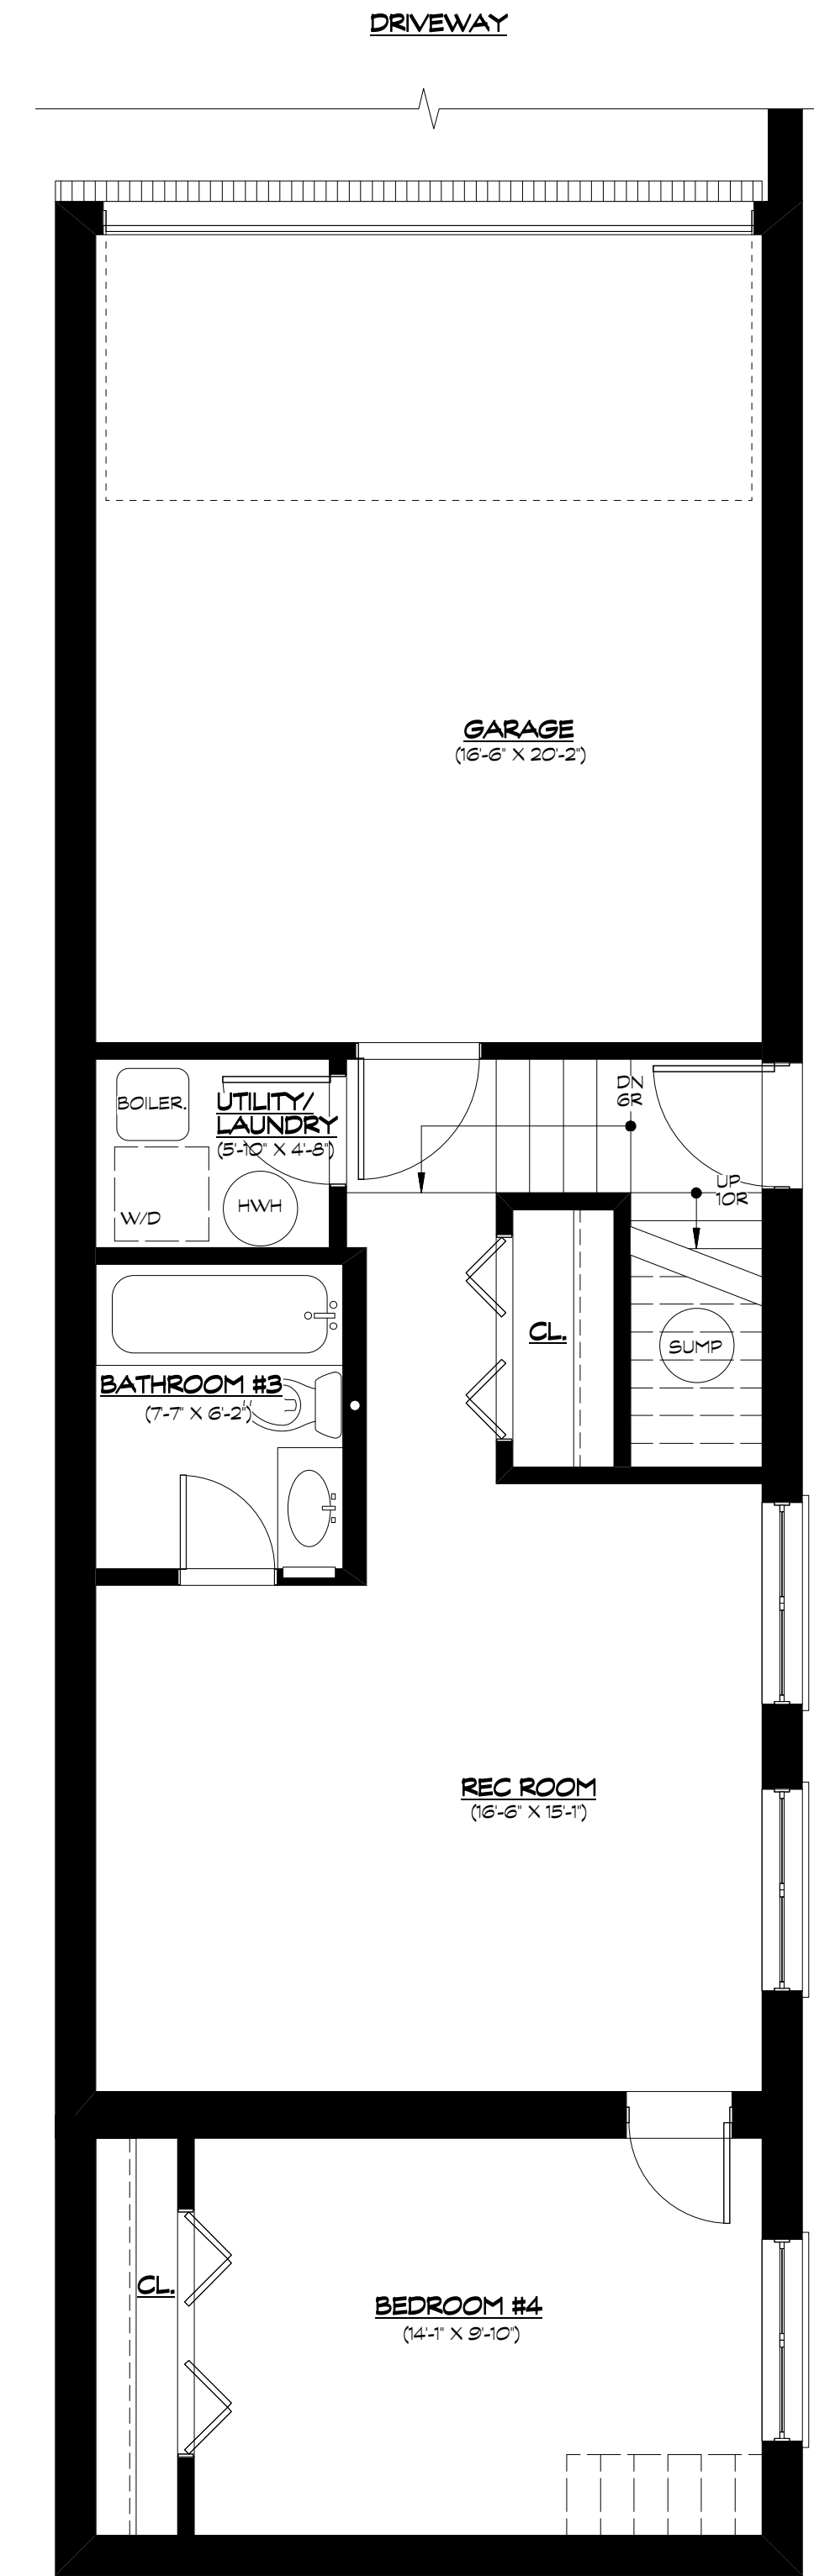 DRIVEWAY
GARAGE
(16'-6" X 20'-2")
DN
6R
BOILER.
UTILITY/
LAUNDRY
(5'-10" X 4'-8")
UP
10R
W/D
HWH
CL.
SUMP
BATHROOM #3
(7'-7" X 6'-2")
REC ROOM
(16'-6" X 15'-1")
CL.
BEDROOM #4
(14'-1" X 9'-10")